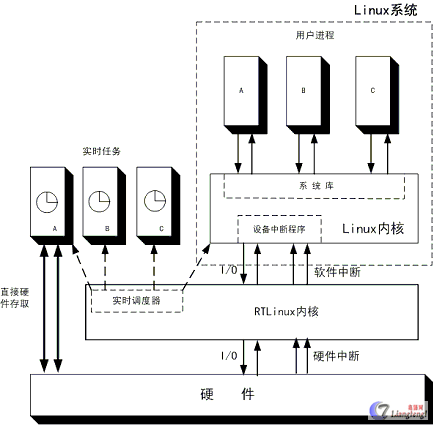 Linux系统
用户进程
A
B
C
实时任务
系统库
A
B
C
设备中断程序
Linux内核
I/O
软件中断
直接硬
件存取
实时调度器
RTLinux内核
I/O
硬件中断
硬 件